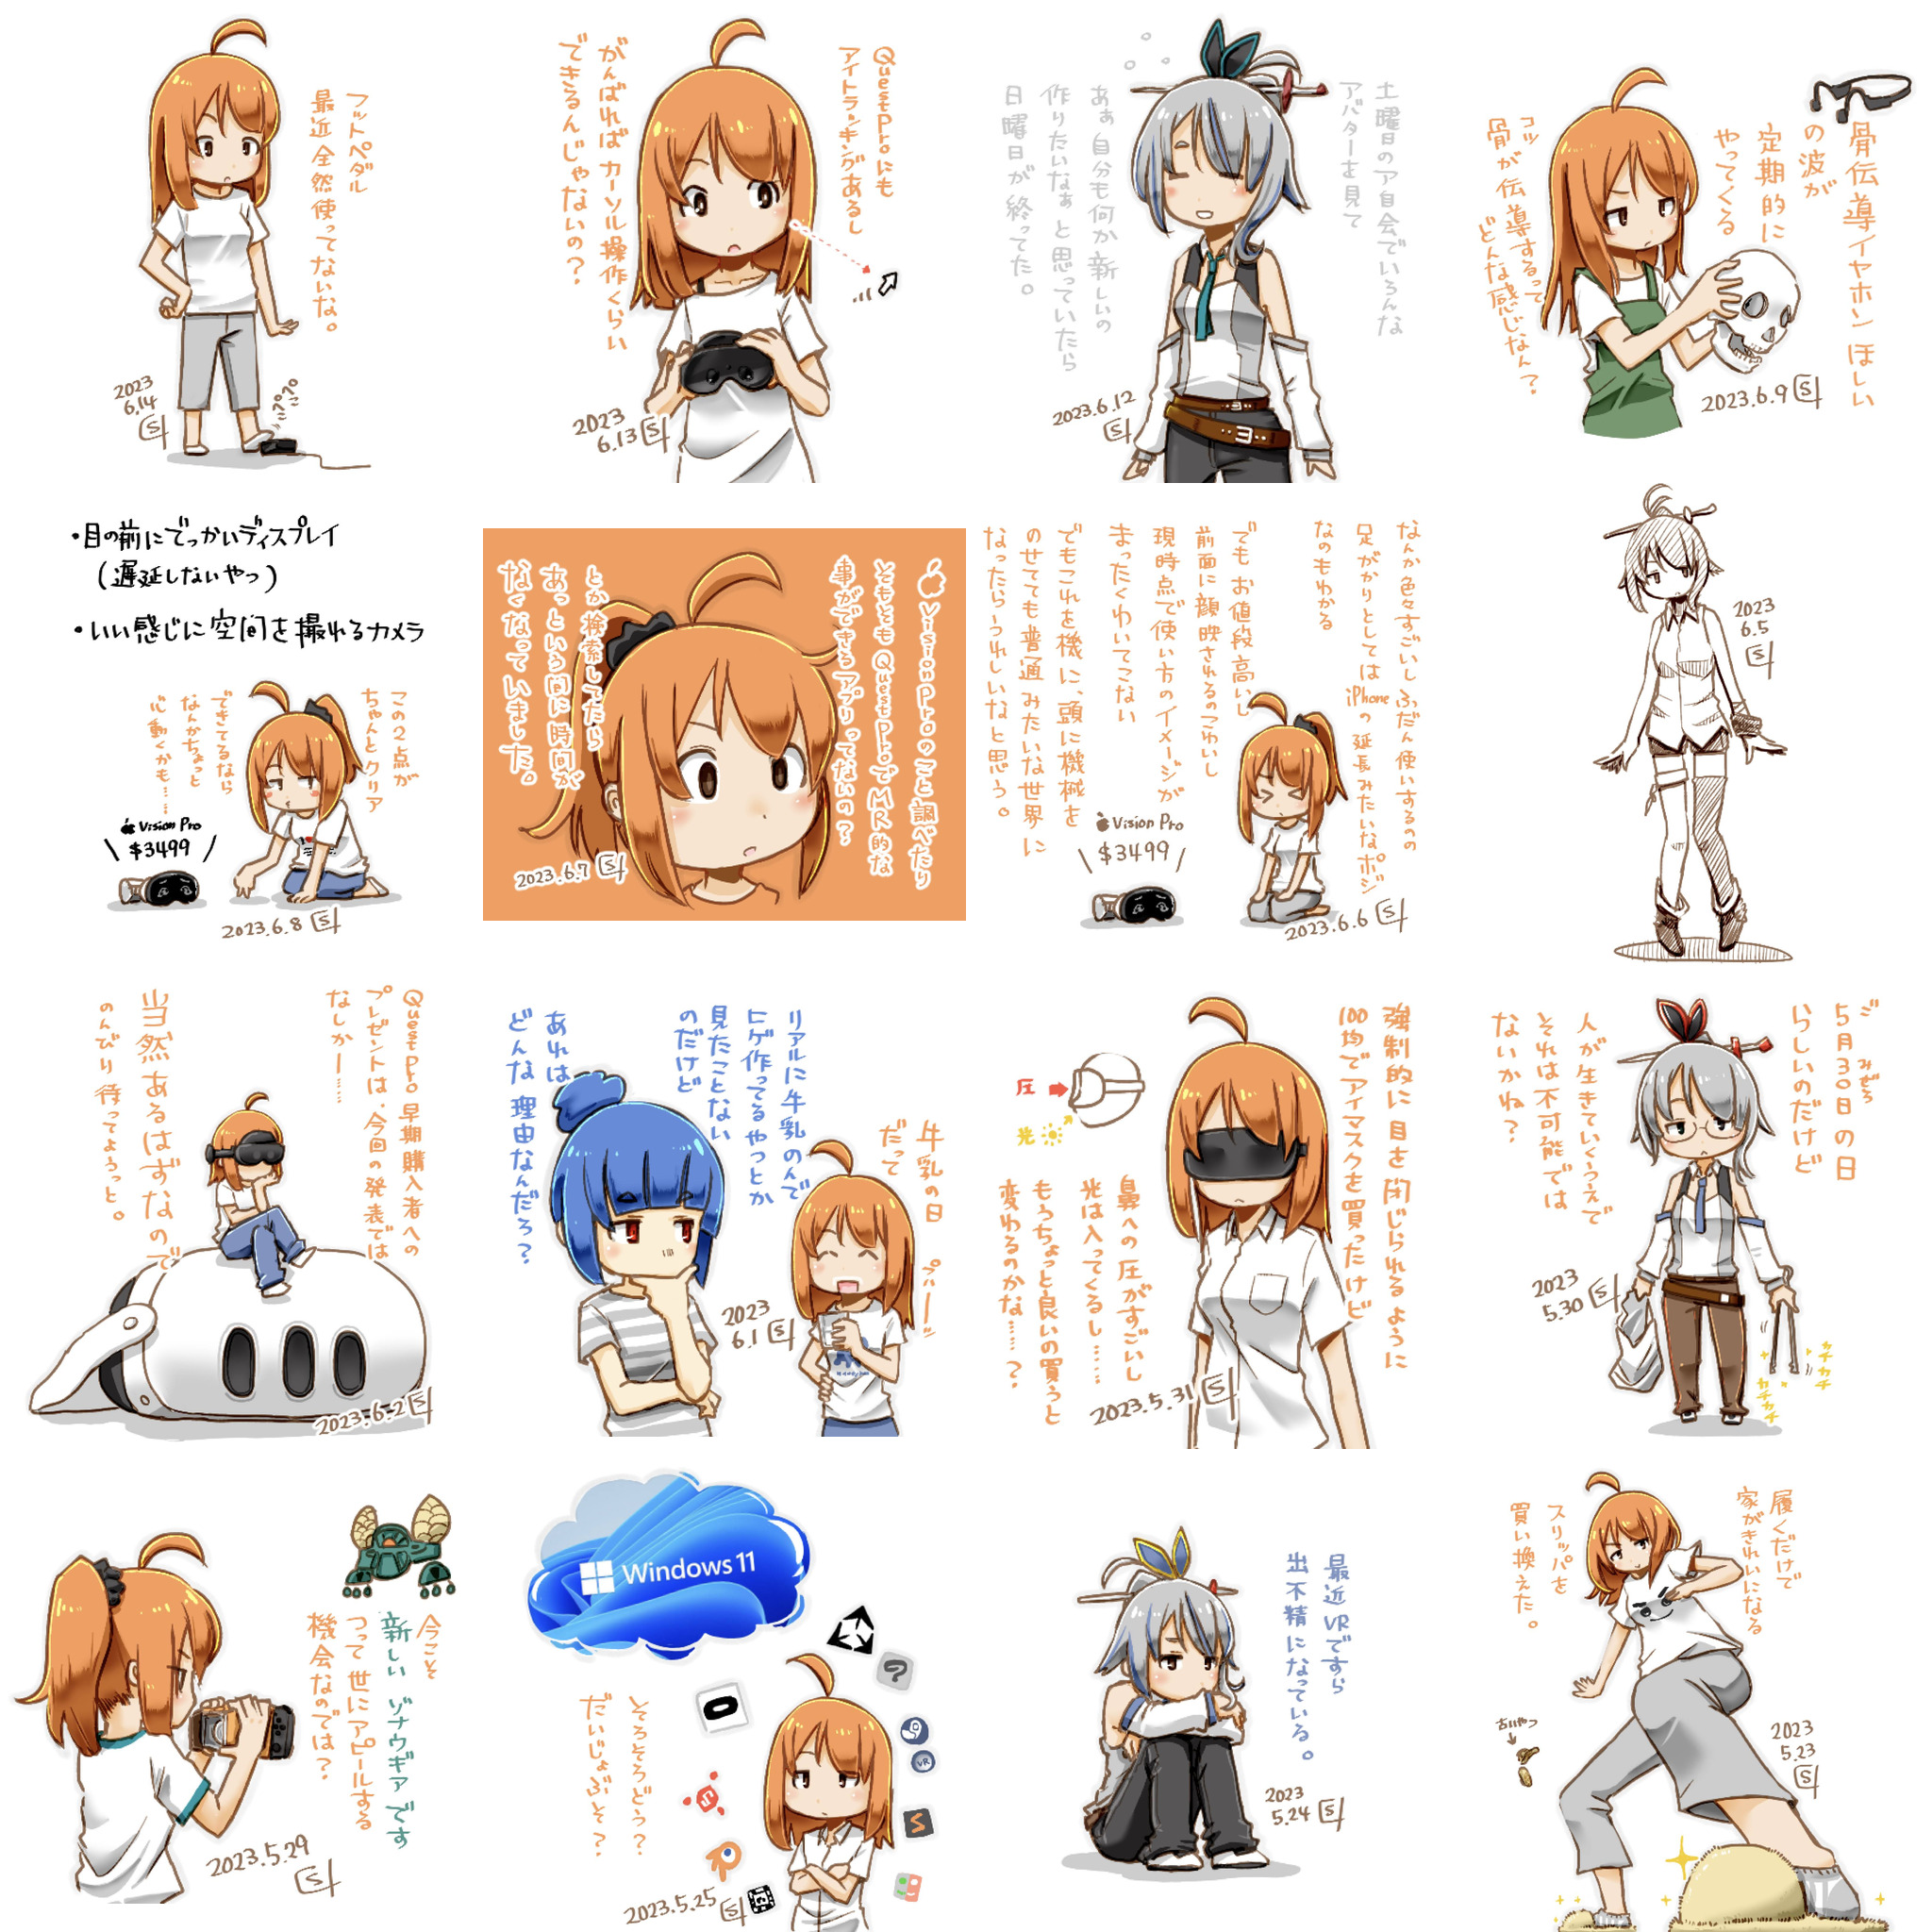 フットペダル
最近全然使ってないな。
ペペペペ
2023
6.14
QuestProにも
アイトラッキングあるし
がんばればカーソル操作くらい
できるんじゃないの？
2023
6.13
土曜日のア自会でいろんな
アバターを見て
あぁ自分も何か新しいの
作りたいなぁと思っていたら
日曜日が終ってた。
2023.6.12
骨伝導イヤホンほしい
の波が
定期的に
やってくる
コツ
骨が伝導するって
どんな感じなん？
2023.6.9
・目の前にでっかいディスプレイ
(遅延しないやつ)
・いい感じに空間を撮れるカメラ
この2点が
ちゃんとクリア
できてるなら
なんかちょっと
心動くかも……
Vision Pro
$3499
2023.6.8
VisionProのこと調べたり
そもそもQuestProでMR的な
事ができるアプリってないの？
とか検索してたら
あっという間に時間が
なくなっていました。
2023.6.7
なんか色々すごいし ふだん使いするのの
足がかりとしてはiPhoneの延長みたいなポジ
なのもわかる
でもお値段高いし
前面に顔映されるのこわいし
現時点で使い方のイメージが
まったくわいてこない
でもこれを機に、頭に機械を
のせてても普通みたいな世界に
なったらうれしいなと思う。
Vision Pro
$3499
2023.6.6
2023
6.5
QuestPro早期購入者への
プレゼントは、今回の発表では
なしかー……
当然あるはずなので
のんびり待ってようっと。
2023.6.2
牛乳の日
だって
プハーッ
リアルに牛乳のんで
ヒゲ作ってるやつとか
見たことない
のだけど
あれは
どんな理由なんだろ？
2023
6.1
強制的に目を閉じられるように
100均でアイマスクを買ったけど
鼻への圧がすごいし
光は入ってくるし……
もうちょっと良いの買うと
変わるのかな……？
圧
光
2023.5.31
ご み ぜろ
5月30日の日
らしいのだけど
人が生きていくうえで
それは不可能では
ないかね？
カチカチ
カチカチ
2023
5.30
今こそ
新しいゾナウギアです
って世にアピールする
機会なのでは？
2023.5.29
Windows 11
そろそろどう？
だいじょぶそ？
2023.5.25
VR
最近VRですら
出不精になっている。
2023
5.24
履くだけで
家がきれいになる
スリッパを
買い換えた。
古いやつ
2023
5.23